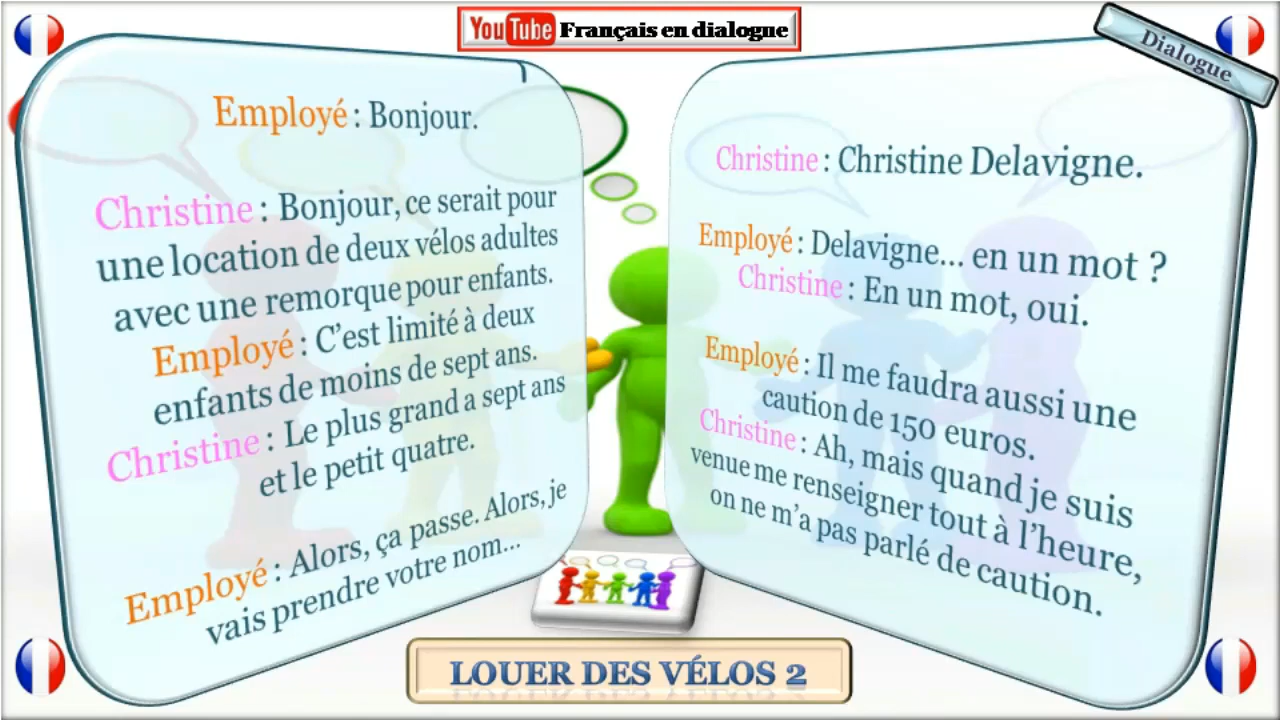 YouTube Français en dialogue
Dialogue
Employé : Bonjour.
Christine : Bonjour, ce serait pour
une location de deux vélos adultes
avec une remorque pour enfants.
Employé : C'est limité à deux
enfants de moins de sept ans.
Christine : Le plus grand a sept ans
et le petit quatre.
Employé : Alors, ça passe. Alors, je
vais prendre votre nom...
Christine : Christine Delavigne.
Employé : Delavigne... en un mot ?
Christine : En un mot, oui.
Employé : Il me faudra aussi une
caution de 150 euros.
Christine : Ah, mais quand je suis
venue me renseigner tout à l'heure,
on ne m'a pas parlé de caution.
LOUER DES VÉLOS 2